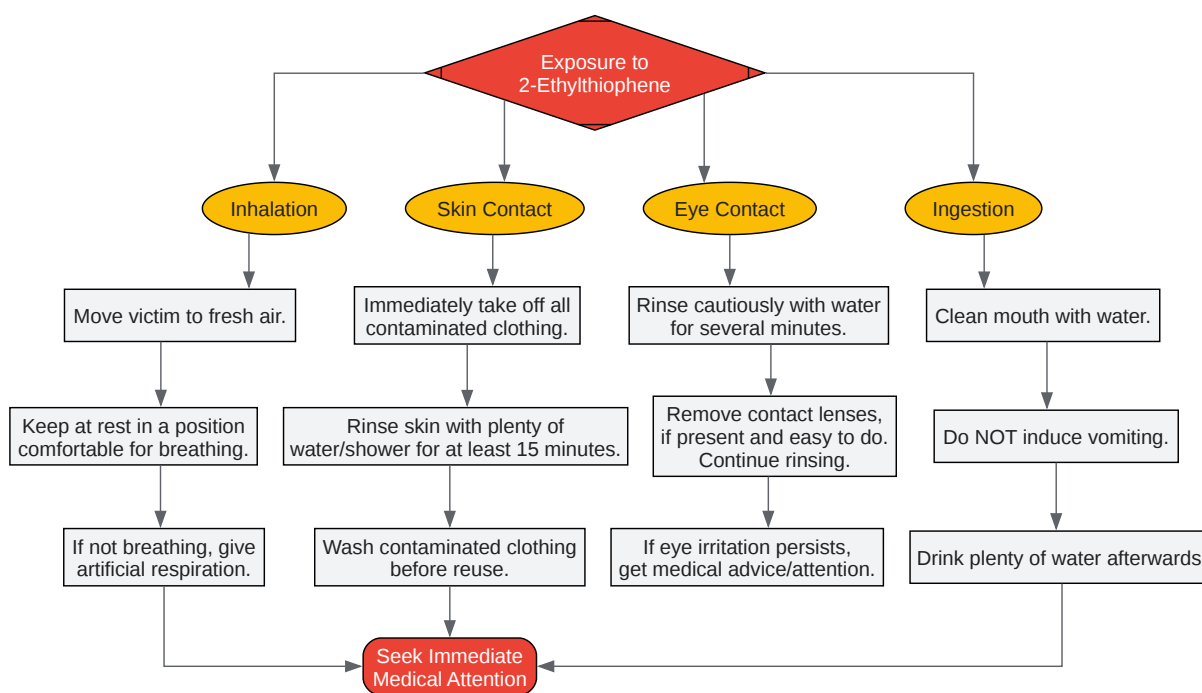 Exposure to
2-Ethylthiophene
Inhalation
Skin Contact
Eye Contact
Ingestion
Move victim to fresh air.
Immediately take off all
contaminated clothing.
Rinse cautiously with water
for several minutes.
Clean mouth with water.
Keep at rest in a position
comfortable for breathing.
Rinse skin with plenty of
water/shower for at least 15 minutes.
Remove contact lenses,
if present and easy to do.
Continue rinsing.
Do NOT induce vomiting.
If not breathing, give
artificial respiration.
Wash contaminated clothing
before reuse.
If eye irritation persists,
get medical advice/attention.
Drink plenty of water afterwards
Seek Immediate
Medical Attention